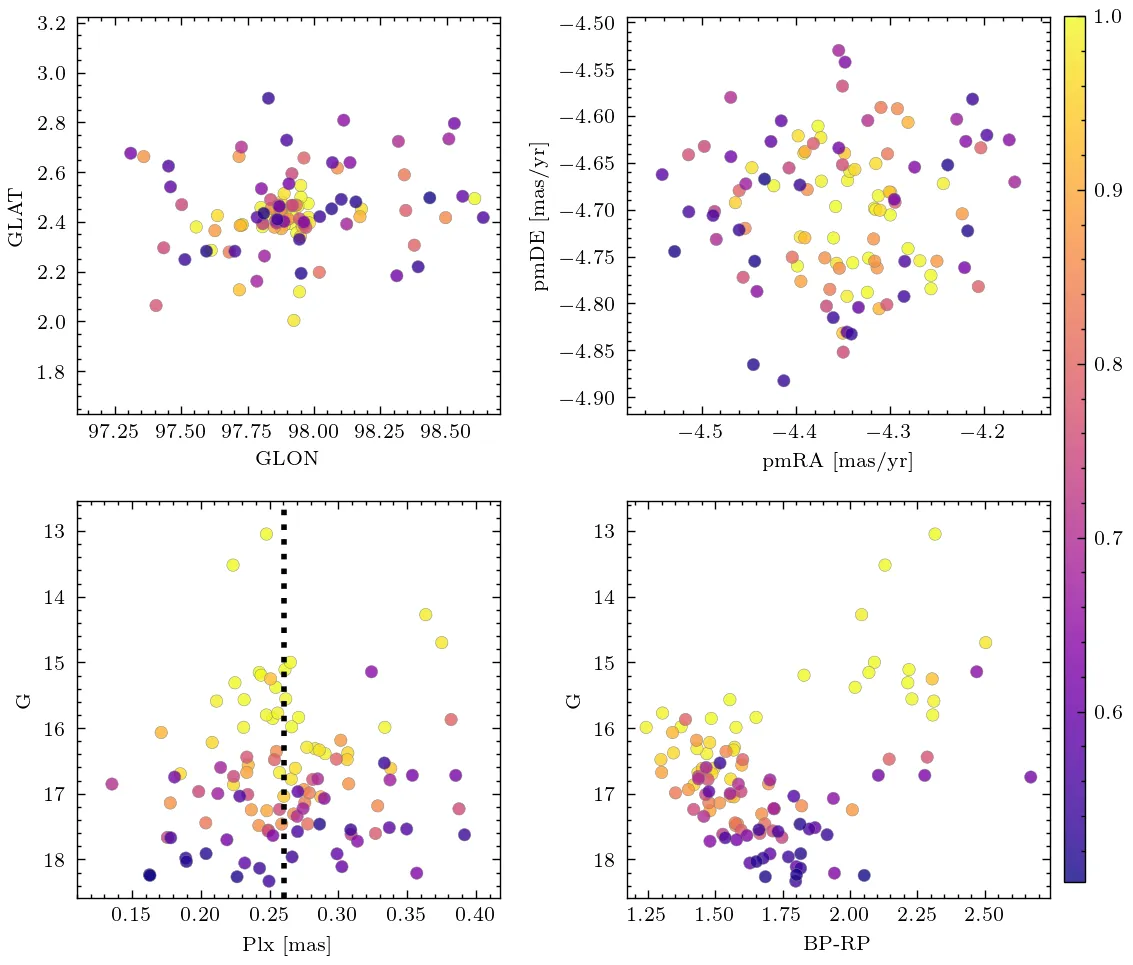 3.2
3.0
2.8
2.6
2.4
2.2
2.0
1.8
GLAT
97.25 97.50 97.75 98.00 98.25 98.50
GLON
−4.50
−4.55
−4.60
−4.65
−4.70
−4.75
−4.80
−4.85
−4.90
pmDE [mas/yr]
−4.5 −4.4 −4.3 −4.2
pmRA [mas/yr]
13
14
15
16
17
18
G
0.15 0.20 0.25 0.30 0.35 0.40
Plx [mas]
13
14
15
16
17
18
G
1.25 1.50 1.75 2.00 2.25 2.50
BP-RP
1.0
0.9
0.8
0.7
0.6